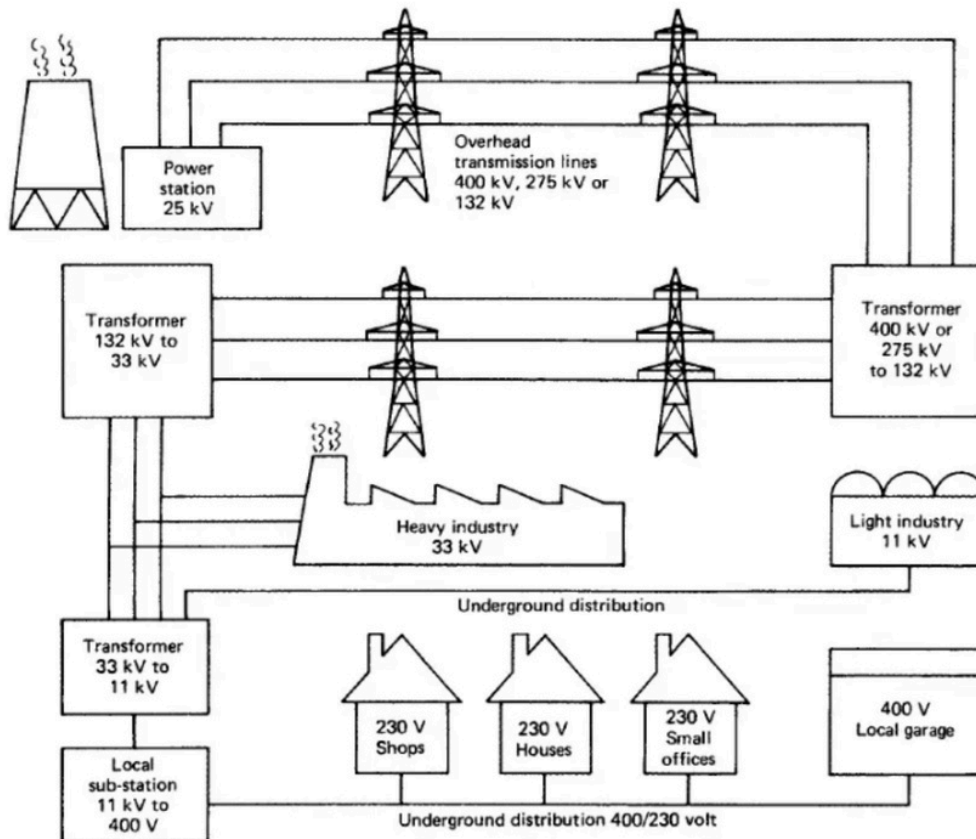 Power
station
25 kV
Overhead
transmission lines
400 kV, 275 kV or
132 kV
Transformer
132 kV to
33 kV
Transformer
400 kV or
275 kV
to 132 kV
Heavy industry
33 kV
Light industry
11 kV
Underground distribution
Transformer
33 kV to
11 kV
230 V
Shops
230 V
Houses
230 V
Small
offices
400 V
Local garage
Local
sub-station
11 kV to
400 V
Underground distribution 400/230 volt